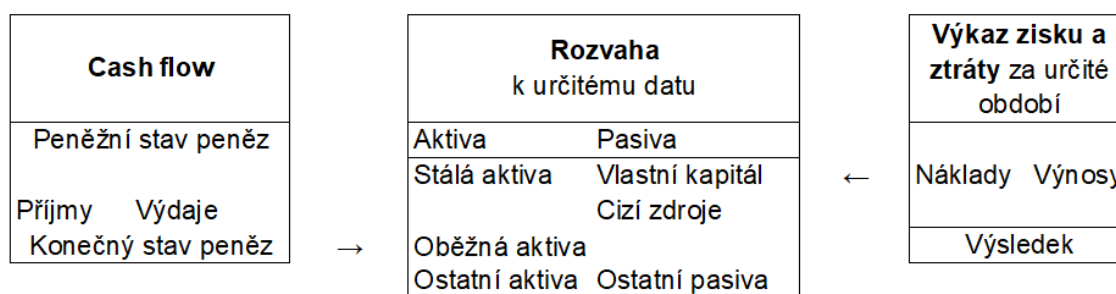 Cash flow
Peněžní stav peněz
Příjmy Výdaje
Konečný stav peněz
→
Rozvaha
k určitému datu
Aktiva Pasiva
Stálá aktiva Vlastní kapitál
Cizí zdroje
Oběžná aktiva
Ostatní aktiva Ostatní pasiva
←
Výkaz zisku a
ztráty za určité
období
Náklady Výnosy
Výsledek